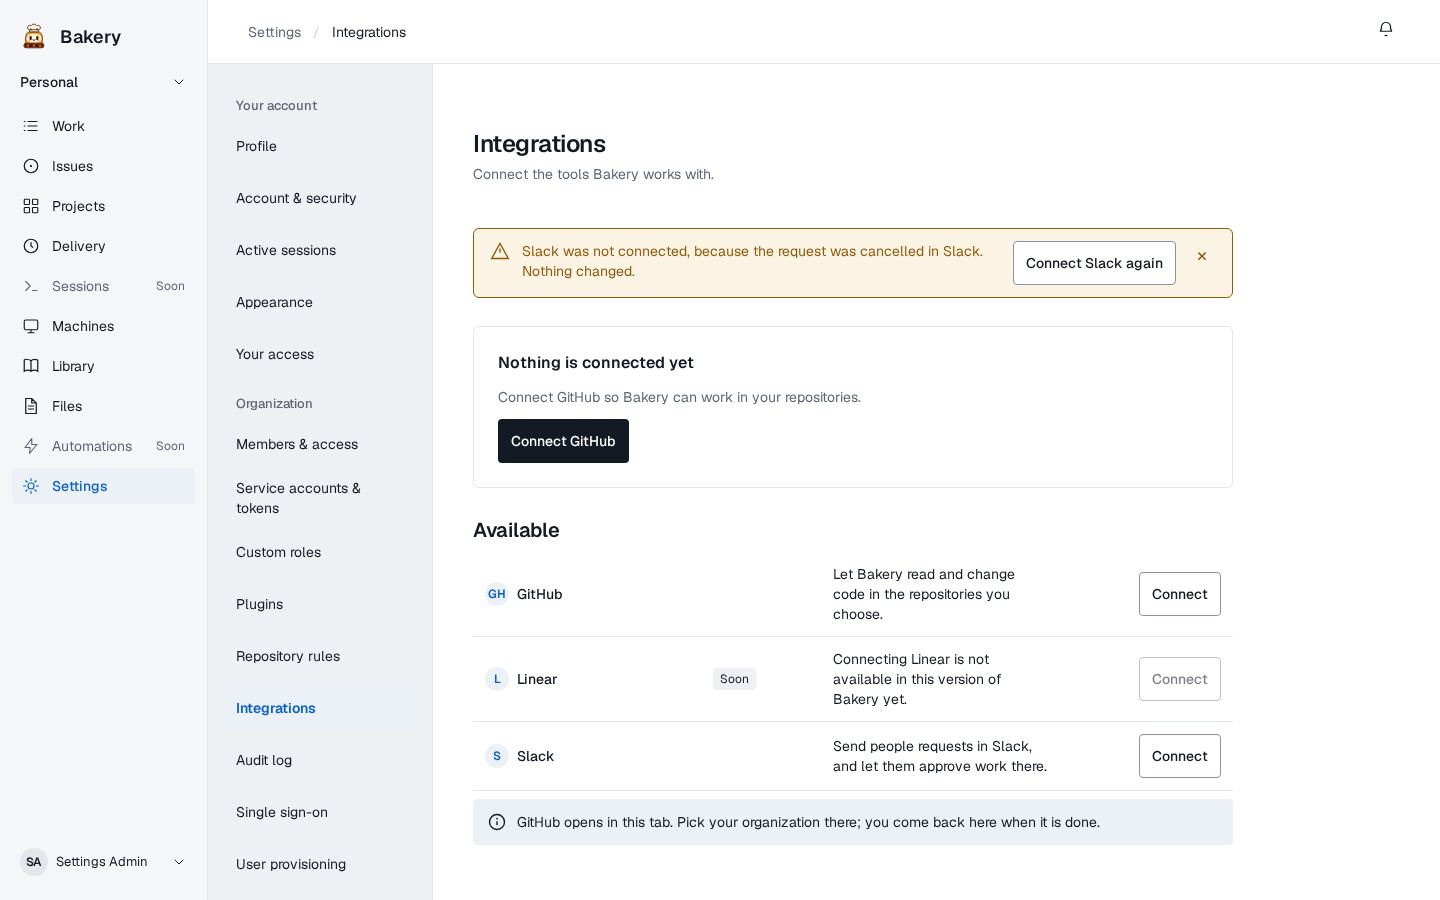 Bakery
Settings / Integrations
Personal
Work
Issues
Projects
Delivery
Sessions Soon
Machines
Library
Files
Automations Soon
Settings
SA Settings Admin
Your account
Profile
Account & security
Active sessions
Appearance
Your access
Organization
Members & access
Service accounts &
tokens
Custom roles
Plugins
Repository rules
Integrations
Audit log
Single sign-on
User provisioning
Integrations
Connect the tools Bakery works with.
Slack was not connected, because the request was cancelled in Slack.
Nothing changed.
Connect Slack again
Nothing is connected yet
Connect GitHub so Bakery can work in your repositories.
Connect GitHub
Available
GH GitHub
Let Bakery read and change
code in the repositories you
choose.
Connect
L Linear
Soon
Connecting Linear is not
available in this version of
Bakery yet.
Connect
S Slack
Send people requests in Slack,
and let them approve work there.
Connect
GitHub opens in this tab. Pick your organization there; you come back here when it is done.